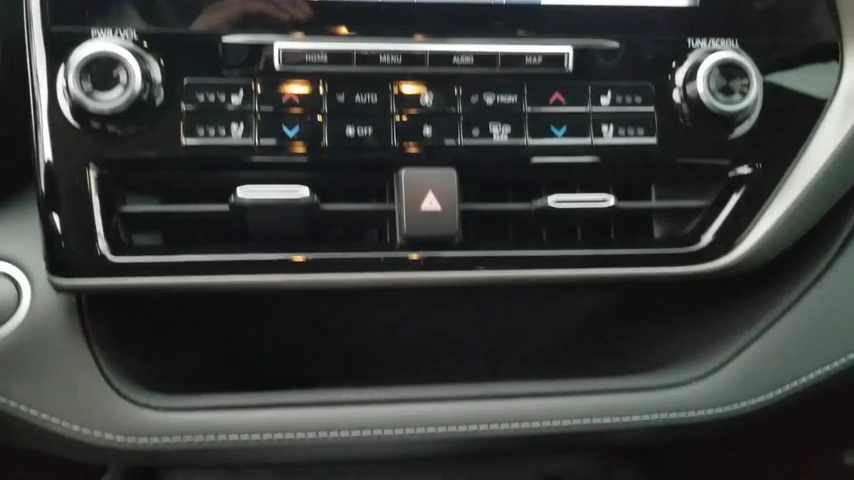 PWR/VOL
TUNE/SCROLL
HOME MENU AUDIO MAP
AUTO FRONT
OFF